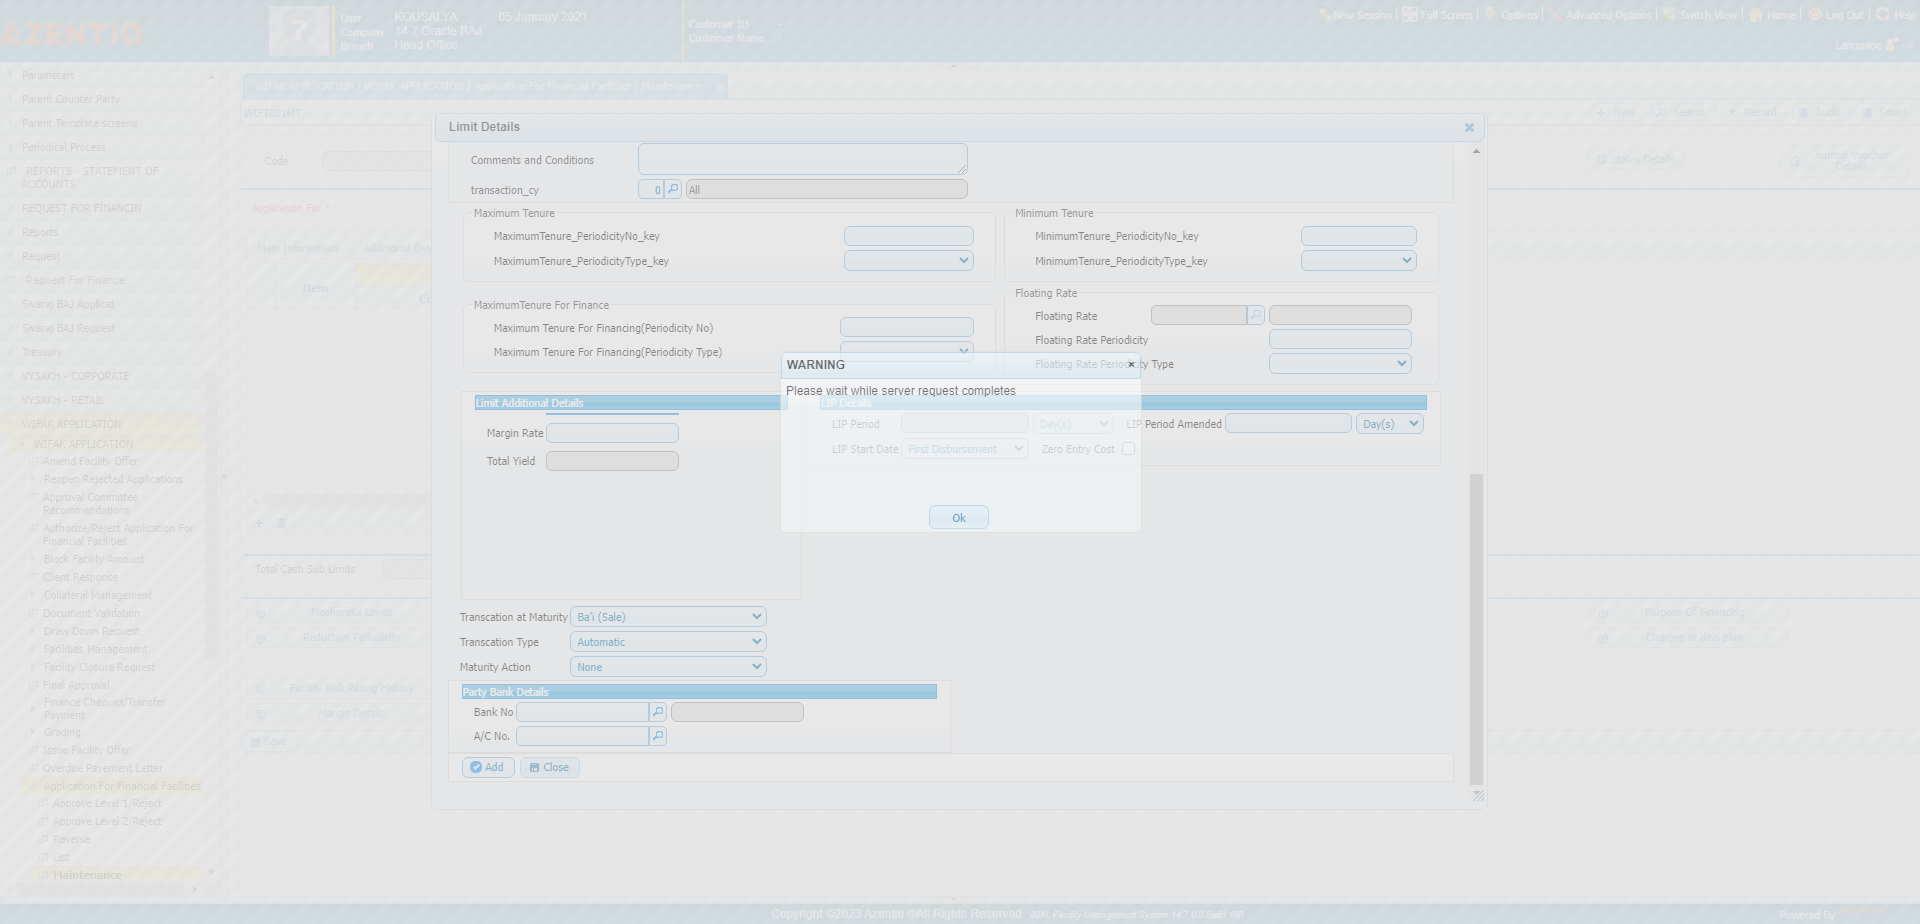 AZENTIO
User : KOUSALYA 05 January 2021
Company : 14.7 Oracle BAJ
Branch : Head Office
Customer ID : -
Customer Name : -
New Session | Full Screen | Options | Advanced Options | Switch View | Home | Log Out | Help
Language
Parameters
Parent Counter Party
Parent Template screens
Periodical Process
REPORTS - STATEMENT OF
ACCOUNTS
REQUEST FOR FINANCIN
Reports
Request
Request For Finance
Sivaraj BAJ Applicat
Sivaraj BAJ Request
Treasury
VYSAKH - CORPORATE
VYSAKH - RETAIL
WIFAK APPLICATION
WIFAK APPLICATION
Amend Facility Offer
Reopen Rejected Applications
Approval Committee
Recommendations
Authorize/Reject Application For
Financial Facilities
Block Facility Amount
Client Response
Collateral Management
Document Validation
Draw Down Request
Facilities Management
Facility Closure Request
Final Approval
Finance Cheques/Transfer
Payment
Grading
Issue Facility Offer
Overdue Payement Letter
Application For Financial Facilities
Approve Level 1/Reject
Approve Level 2/Reject
Reverse
List
Maintenance
WIFAK APPLICATION / WIFAK APPLICATION / Application For Financial Facilities / Maintenance
WIFT001MT
New Search Record Audit Smart
Code
Status Details
Journal Voucher
Details
Application For *
Main Information
Item
Total Cash Sub Limits
Reduction Periodicity
Facility Risk Rating History
Margin Details
Purpose Of Financing
Charges at deal plan
Save
Limit Details
Comments and Conditions
transaction_cy 0 All
Maximum Tenure
MaximumTenure_PeriodicityNo_key
MaximumTenure_PeriodicityType_key
Minimum Tenure
MinimumTenure_PeriodicityNo_key
MinimumTenure_PeriodicityType_key
MaximumTenure For Finance
Maximum Tenure For Financing(Periodicity No)
Maximum Tenure For Financing(Periodicity Type)
Floating Rate
Floating Rate
Floating Rate Periodicity
Floating Rate Periodicity Type
WARNING
Please wait while server request completes
Ok
Limit Additional Details
Margin Rate
Total Yield
LIP Details
LIP Period Day(s) LIP Period Amended Day(s)
LIP Start Date First Disbursement Zero Entry Cost
Transcation at Maturity Ba'i (Sale)
Transcation Type Automatic
Maturity Action None
Party Bank Details
Bank No
A/C No.
Add Close
Copyright ©2023 Azentio @All Rights Reserved
Powered By